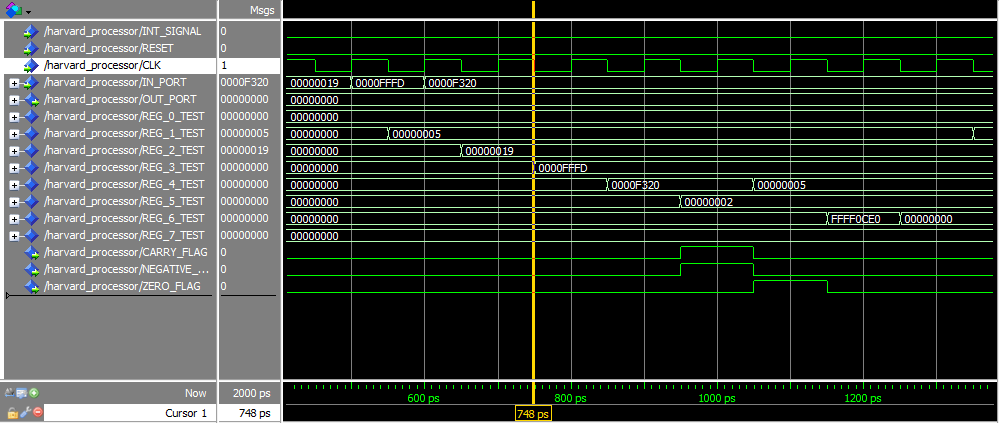 Msgs
/harvard_processor/INT_SIGNAL 0
/harvard_processor/RESET 0
/harvard_processor/CLK 1
/harvard_processor/IN_PORT 0000F320 00000019 0000FFFD 0000F320
/harvard_processor/OUT_PORT 00000000 00000000
/harvard_processor/REG_0_TEST 00000000 00000000
/harvard_processor/REG_1_TEST 00000005 00000000 00000005
/harvard_processor/REG_2_TEST 00000019 00000000 00000019
/harvard_processor/REG_3_TEST 00000000 00000000 0000FFFD
/harvard_processor/REG_4_TEST 00000000 00000000 0000F320 00000005
/harvard_processor/REG_5_TEST 00000000 00000000 00000002
/harvard_processor/REG_6_TEST 00000000 00000000 FFFF0CE0 00000000
/harvard_processor/REG_7_TEST 00000000 00000000
/harvard_processor/CARRY_FLAG 0
/harvard_processor/NEGATIVE_... 0
/harvard_processor/ZERO_FLAG 0
Now 2000 ps 600 ps 800 ps 1000 ps 1200 ps
Cursor 1 748 ps 748 ps